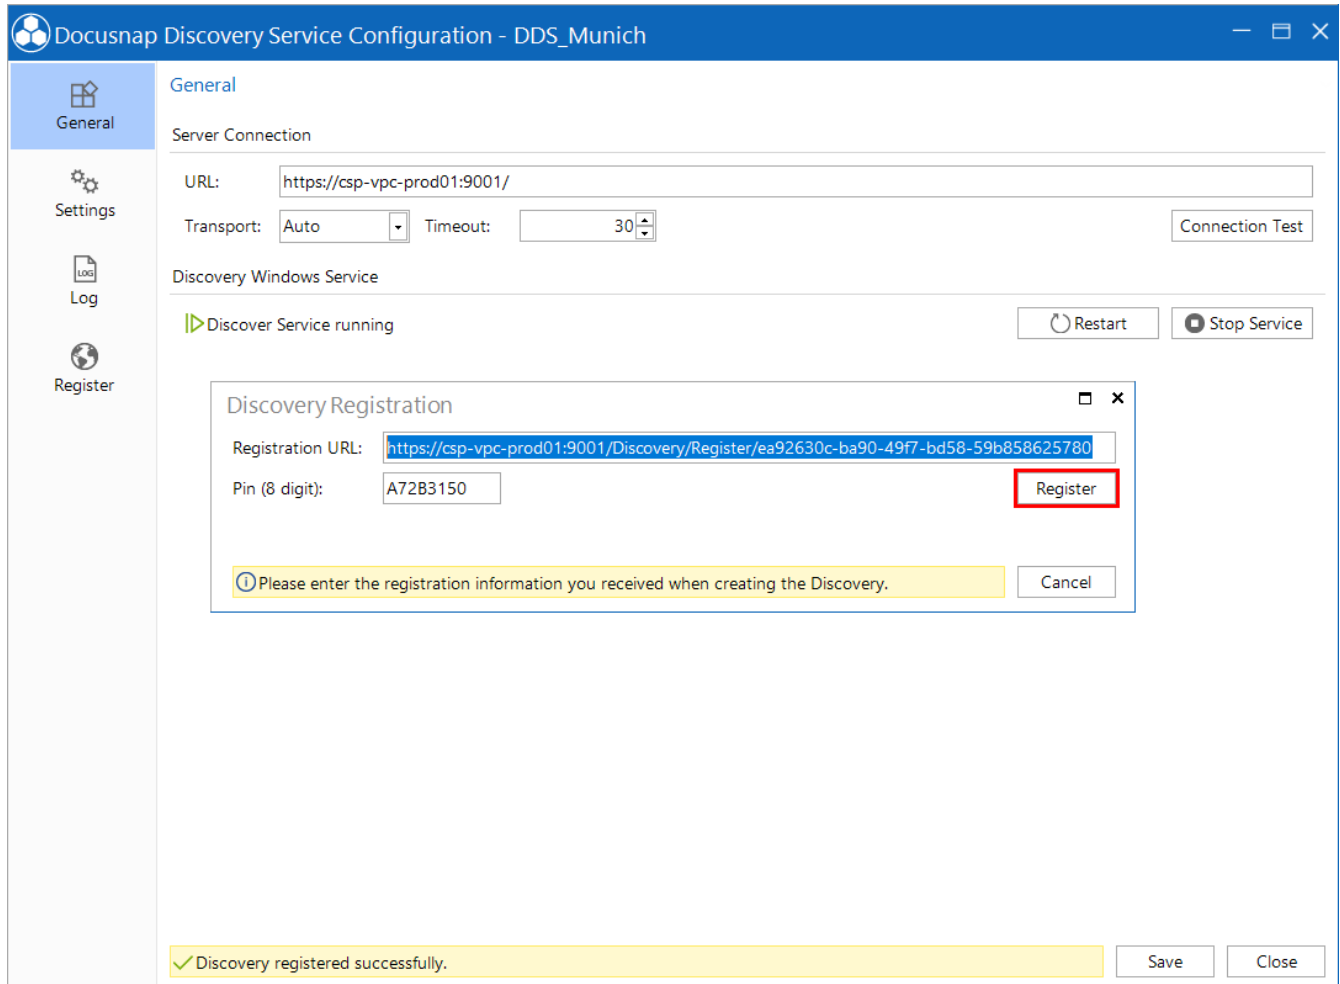 Docusnap Discovery Service Configuration - DDS_Munich
General
Settings
LOG
Log
Register
General
Server Connection
URL: https://csp-vpc-prod01:9001/
Transport: Auto Timeout: 30 Connection Test
Discovery Windows Service
Discover Service running Restart Stop Service
Discovery Registration
Registration URL: https://csp-vpc-prod01:9001/Discovery/Register/ea92630c-ba90-49f7-bd58-59b858625780
Pin (8 digit): A72B3150 Register
Please enter the registration information you received when creating the Discovery. Cancel
Discovery registered successfully. Save Close